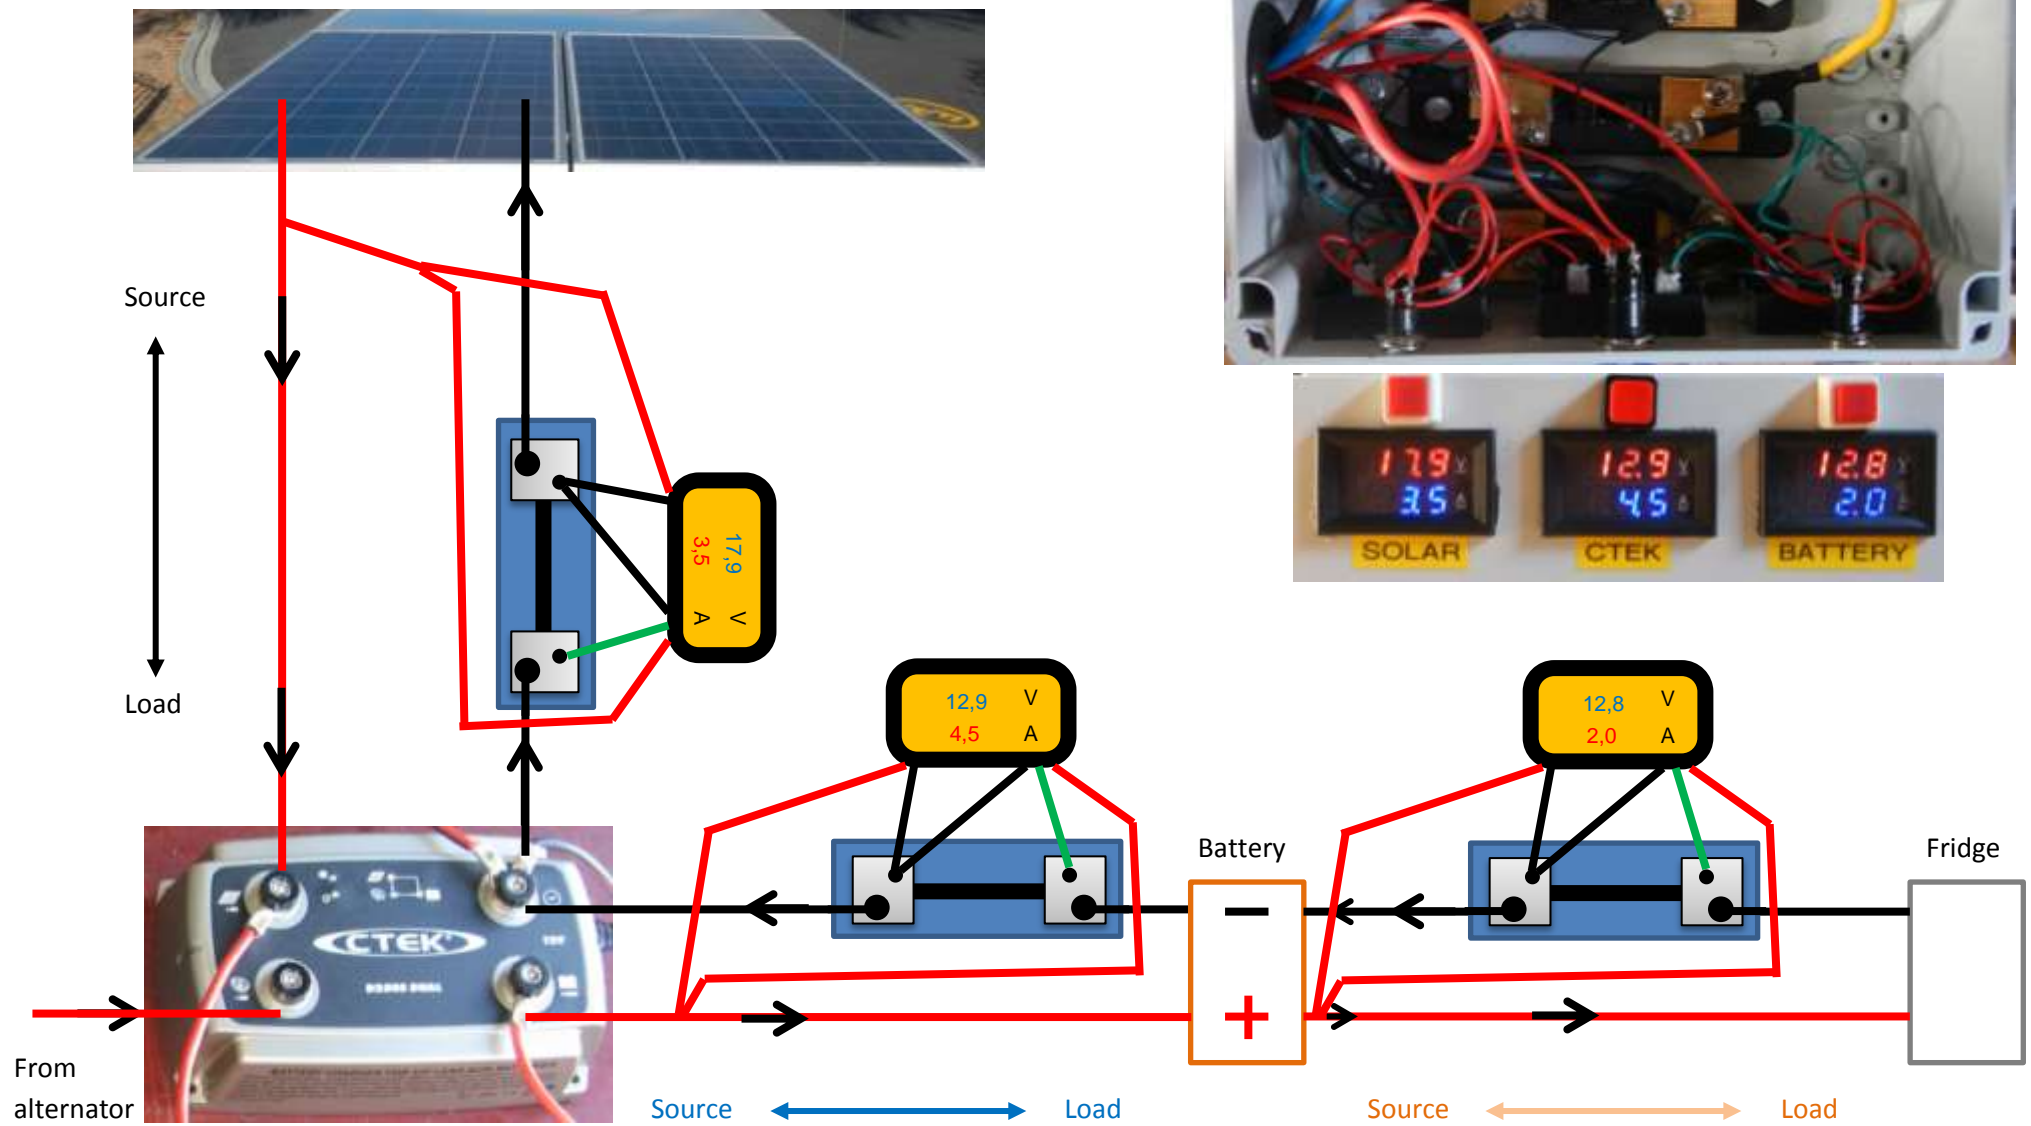 Source
Load
17,9 V
3,5 A
17.9 V
3.5 A
SOLAR
12.9 V
4.5
CTEK
12.8
2.0
BATTERY
12,9 V
4,5 A
12,8 V
2,0 A
Battery
Fridge
CTEK
−
+
From
alternator
Source
Load
Source
Load